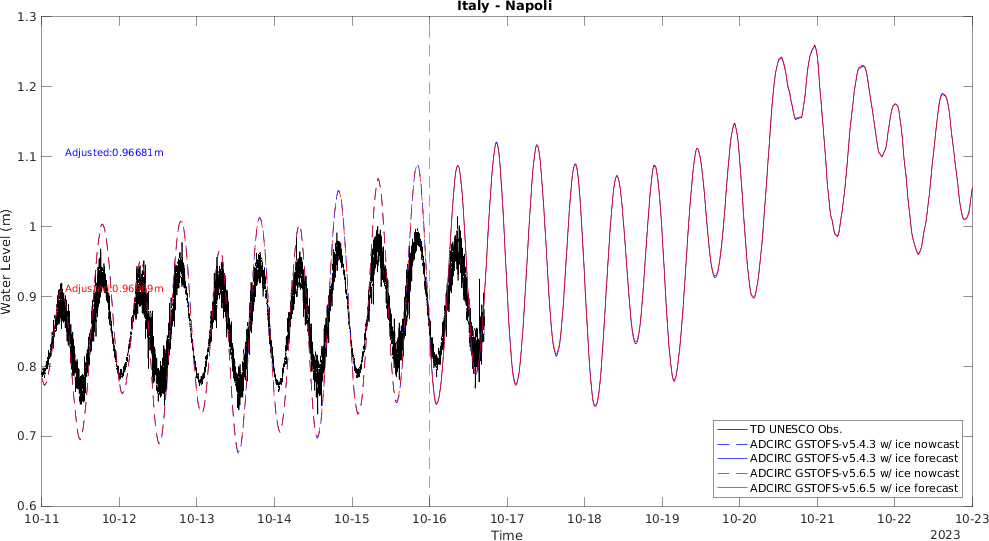 Italy - Napoli
1.3
1.2
1.1
1
0.9
0.8
0.7
0.6
Water Level (m)
Adjusted:0.96681m
10-11
10-12
10-13
10-14
10-15
10-16
10-17
10-18
10-19
10-20
10-21
10-22
10-23
Time
2023
TD UNESCO Obs.
ADCIRC GSTOFS-v5.4.3 w/ ice nowcast
ADCIRC GSTOFS-v5.4.3 w/ ice forecast
ADCIRC GSTOFS-v5.6.5 w/ ice nowcast
ADCIRC GSTOFS-v5.6.5 w/ ice forecast